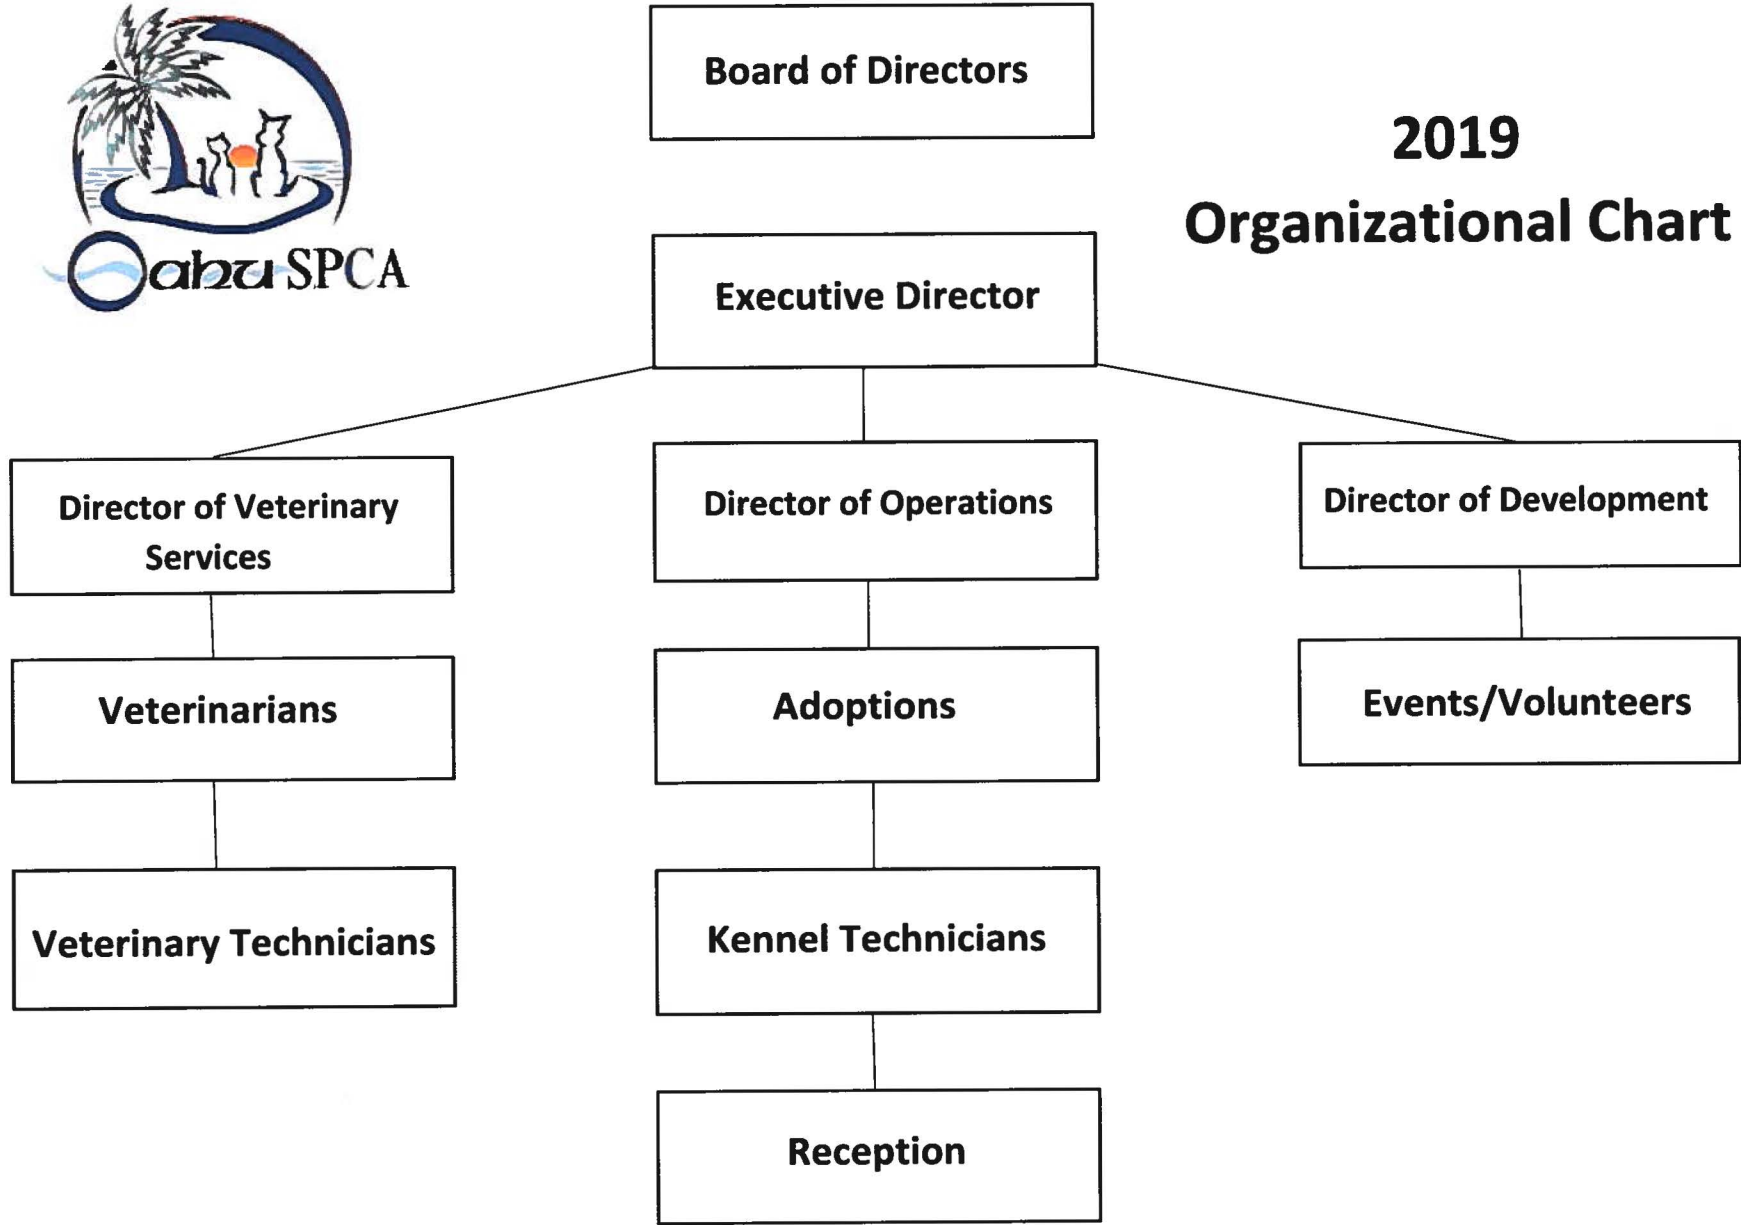 Oahu SPCA
2019
Organizational Chart
Board of Directors
Executive Director
Director of Veterinary
Services
Director of Operations
Director of Development
Veterinarians
Adoptions
Events/Volunteers
Veterinary Technicians
Kennel Technicians
Reception